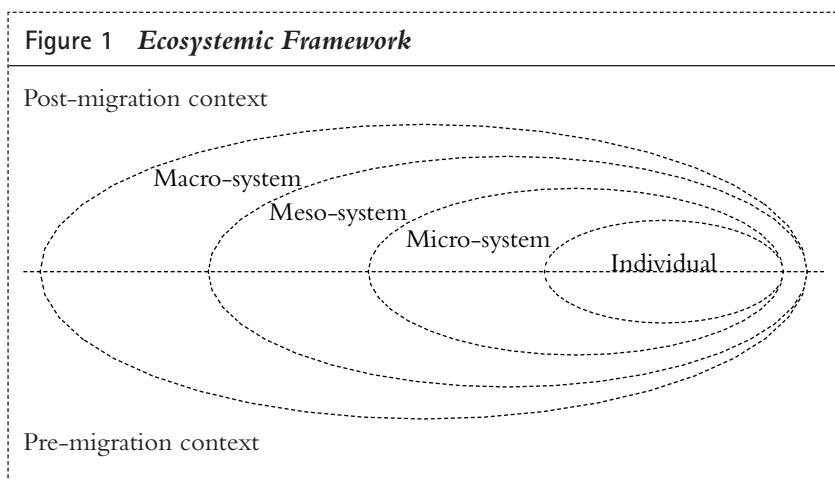 Figure 1 Ecosystemic Framework
Post-migration context
Macro-system
Meso-system
Micro-system
Individual
Pre-migration context